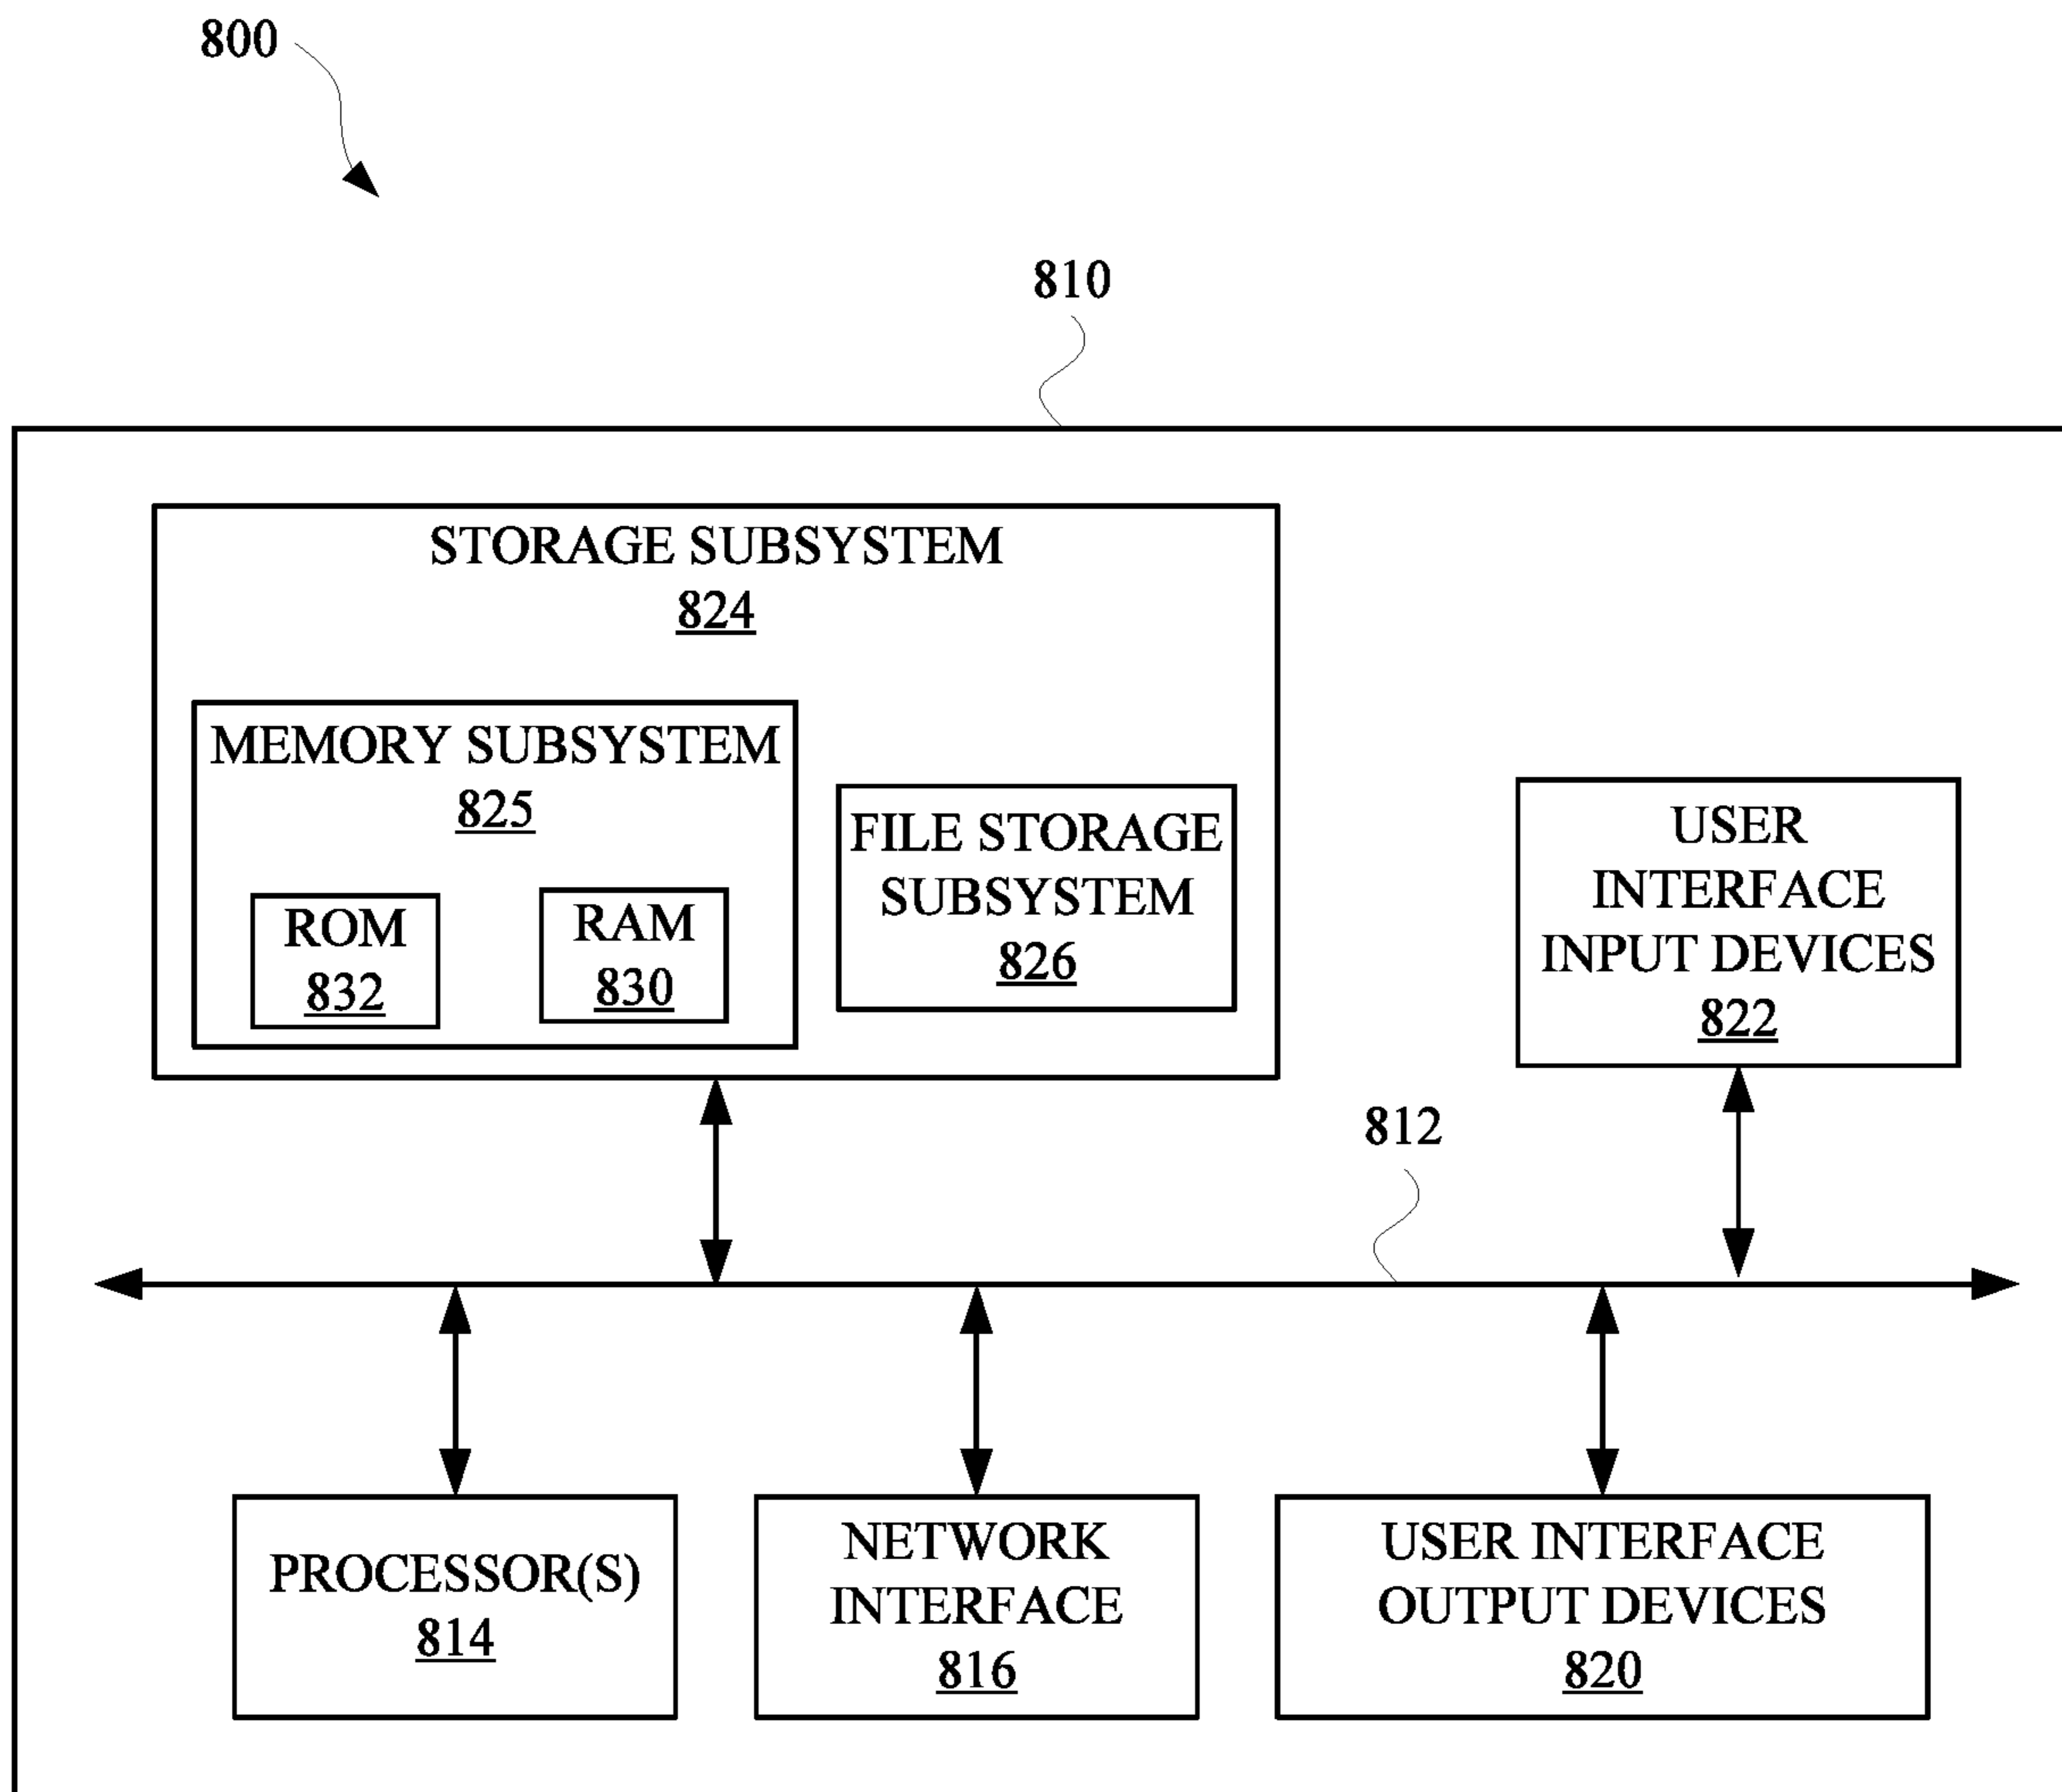 800
810
STORAGE SUBSYSTEM
824
MEMORY SUBSYSTEM
825
ROM
832
RAM
830
FILE STORAGE
SUBSYSTEM
826
USER
INTERFACE
INPUT DEVICES
822
812
PROCESSOR(S)
814
NETWORK
INTERFACE
816
USER INTERFACE
OUTPUT DEVICES
820